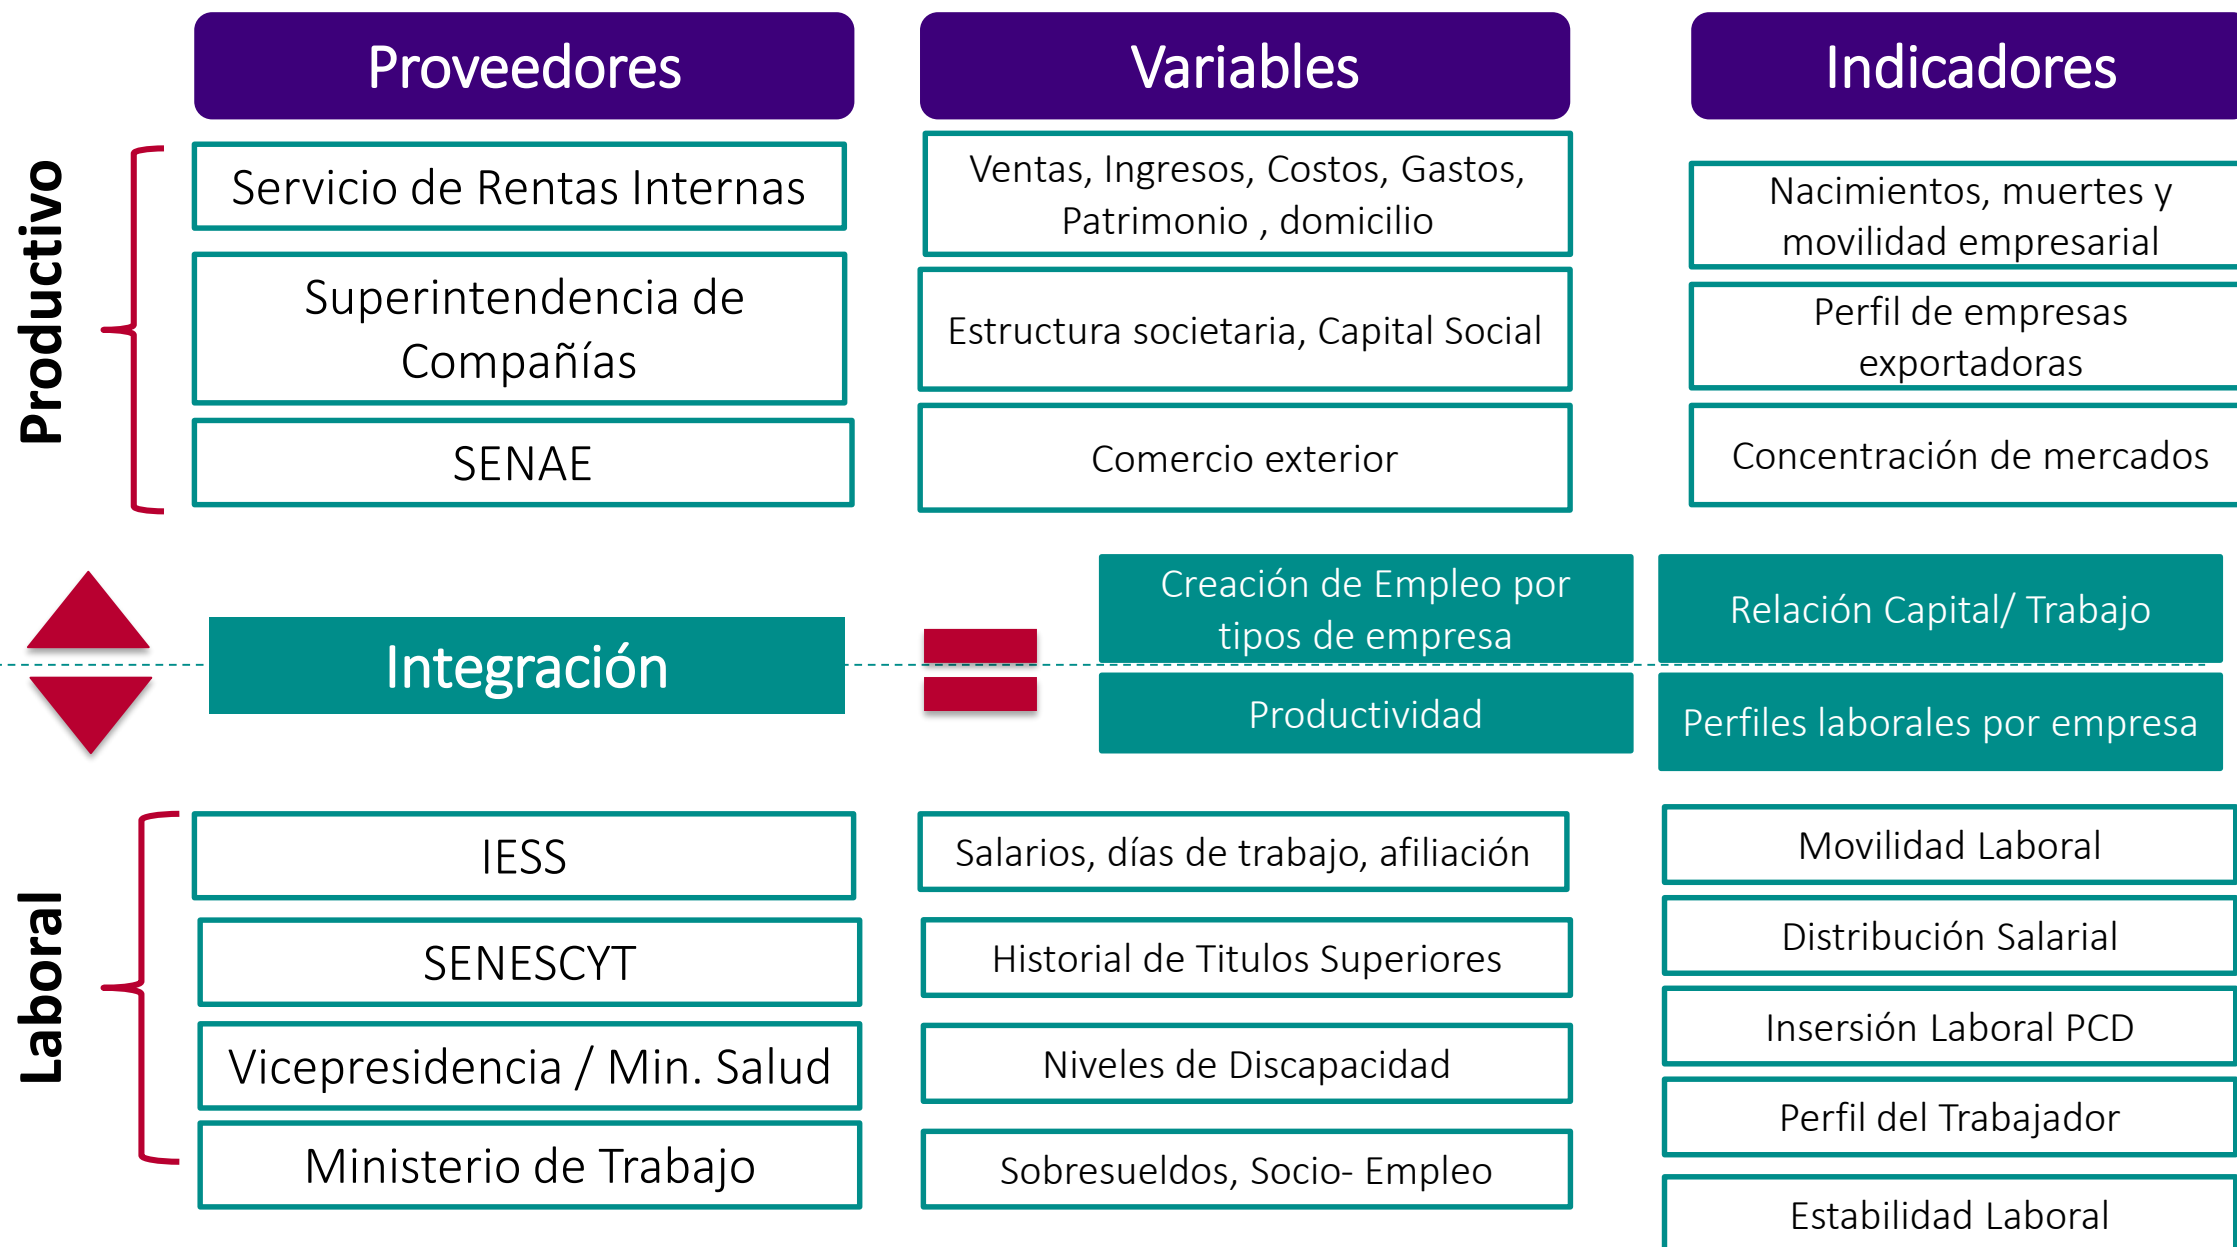 Proveedores
Variables
Indicadores
Productivo
Servicio de Rentas Internas
Ventas, Ingresos, Costos, Gastos,
Patrimonio , domicilio
Nacimientos, muertes y
movilidad empresarial
Superintendencia de
Compañías
Estructura societaria, Capital Social
Perfil de empresas
exportadoras
SENAE
Comercio exterior
Concentración de mercados
Integración
Creación de Empleo por
tipos de empresa
Relación Capital/ Trabajo
Productividad
Perfiles laborales por empresa
Laboral
IESS
Salarios, días de trabajo, afiliación
Movilidad Laboral
SENESCYT
Historial de Titulos Superiores
Distribución Salarial
Vicepresidencia / Min. Salud
Niveles de Discapacidad
Insersión Laboral PCD
Ministerio de Trabajo
Sobresueldos, Socio- Empleo
Perfil del Trabajador
Estabilidad Laboral